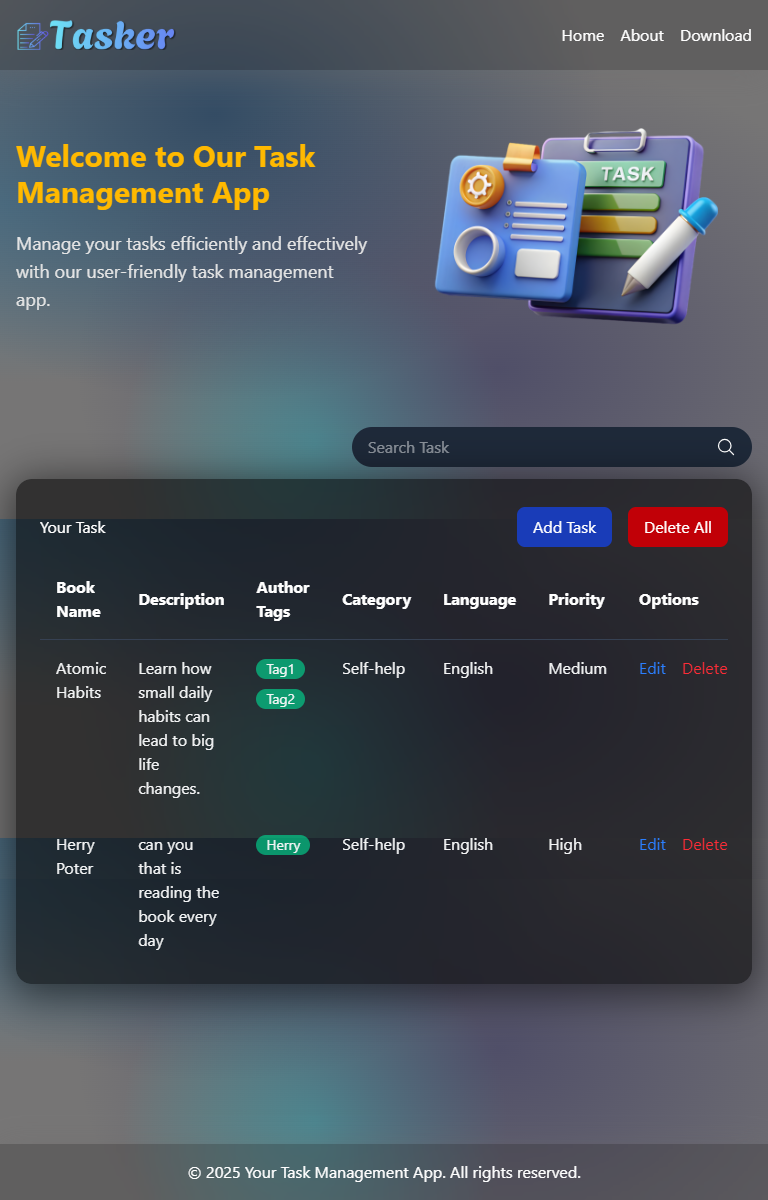 Tasker
Home About Download
Welcome to Our Task
Management App
TASK
Manage your tasks efficiently and effectively
with our user-friendly task management
app.
Search Task
Your Task Add Task Delete All
Book Name Description Author Tags Category Language Priority Options
Atomic Habits
Learn how
small daily
habits can
lead to big
life
changes.
Tag1
Tag2
Self-help English Medium Edit Delete
Herry Poter
can you
that is
reading the
book every
day
Herry
Self-help English High Edit Delete
© 2025 Your Task Management App. All rights reserved.